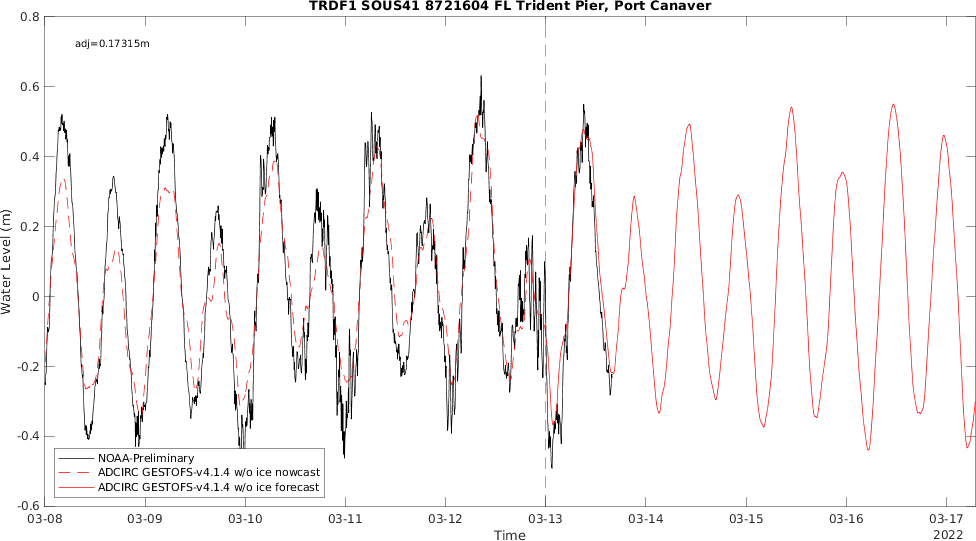 TRDF1 SOUS41 8721604 FL Trident Pier, Port Canaver
adj=0.17315m
0.8
0.6
0.4
0.2
0
-0.2
-0.4
-0.6
Water Level (m)
NOAA-Preliminary
ADCIRC GESTOFS-v4.1.4 w/o ice nowcast
ADCIRC GESTOFS-v4.1.4 w/o ice forecast
03-08 03-09 03-10 03-11 03-12 03-13 03-14 03-15 03-16 03-17
Time
2022